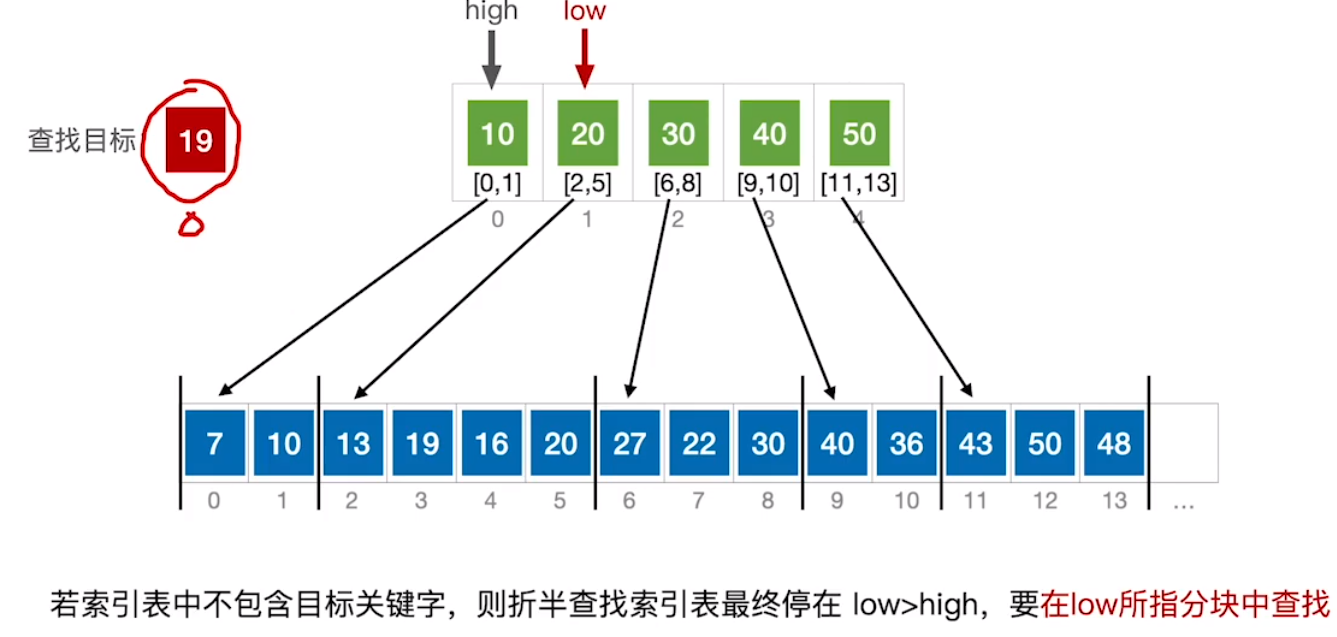 high low
查找目标 19 10 20 30 40 50
[0,1] [2,5] [6,8] [9,10] [11,13]
0 1 2 3 4
7 10 13 19 16 20 27 22 30 40 36 43 50 48
0 1 2 3 4 5 6 7 8 9 10 11 12 13 ...
若索引表中不包含目标关键字，则折半查找索引表最终停在 low>high，要在low所指分块中查找